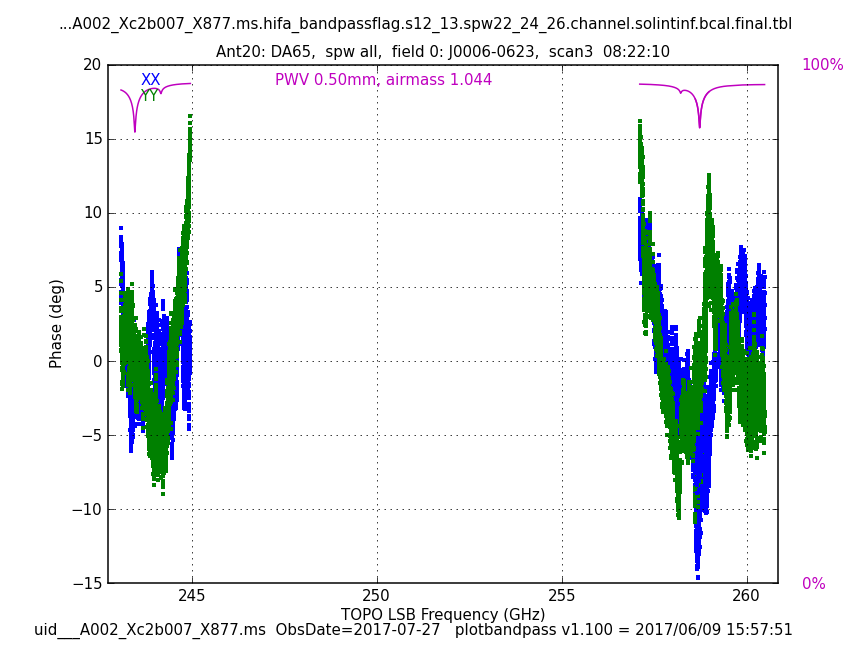 ...A002_Xc2b007_X877.ms.hifa_bandpassflag.s12_13.spw22_24_26.channel.solintinf.bcal.final.tbl
Ant20: DA65, spw all, field 0: J0006-0623, scan3 08:22:10
20
100%
XX
PWV 0.50mm, airmass 1.044
YY
15
10
5
0
−5
−10
−15
0%
Phase (deg)
245
250
255
260
TOPO LSB Frequency (GHz)
uid___A002_Xc2b007_X877.ms ObsDate=2017-07-27 plotbandpass v1.100 = 2017/06/09 15:57:51